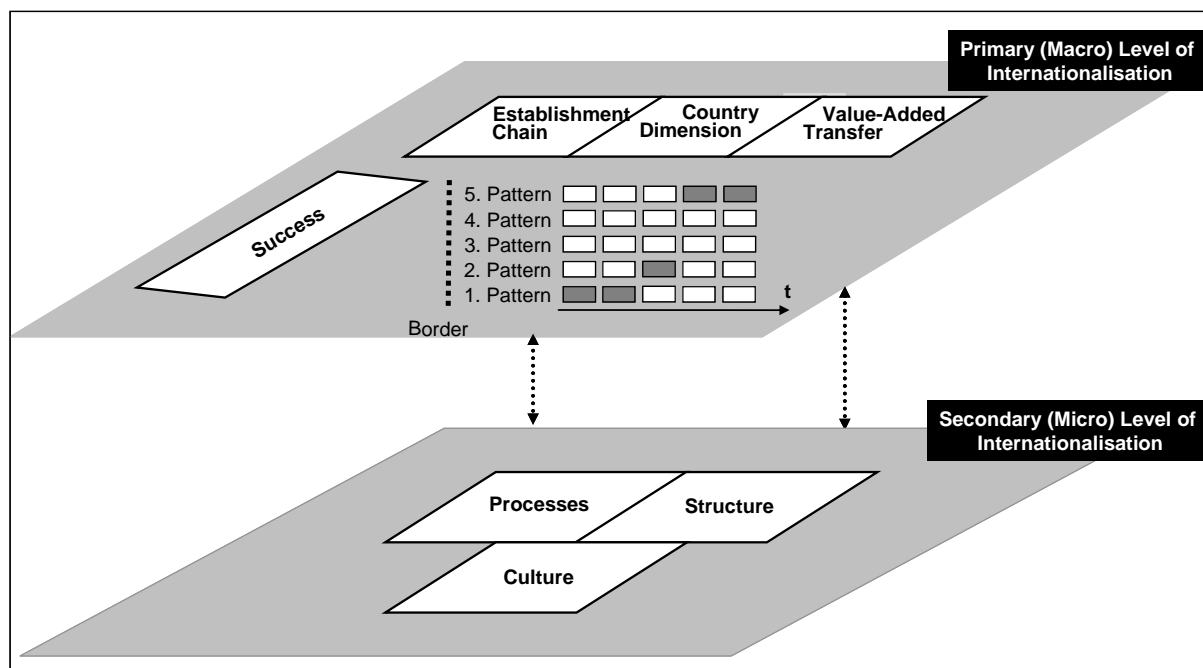 Primary (Macro) Level of
Internationalisation
Establishment
Chain
Country
Dimension
Value-Added
Transfer
Success
5. Pattern
4. Pattern
3. Pattern
2. Pattern
1. Pattern
t
Border
Secondary (Micro) Level of
Internationalisation
Processes
Structure
Culture